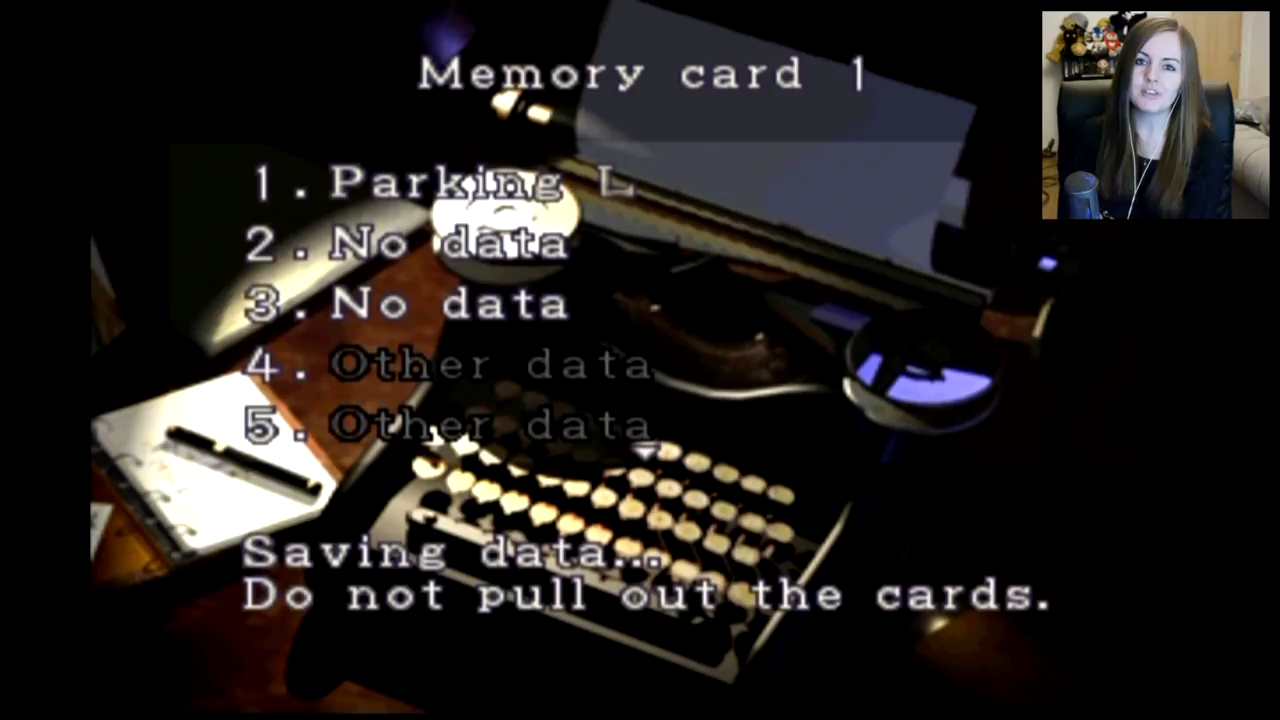 Memory card 1
1. Parking L
2. No data
3. No data
4. Other data
5. Other data
Saving data...
Do not pull out the cards.